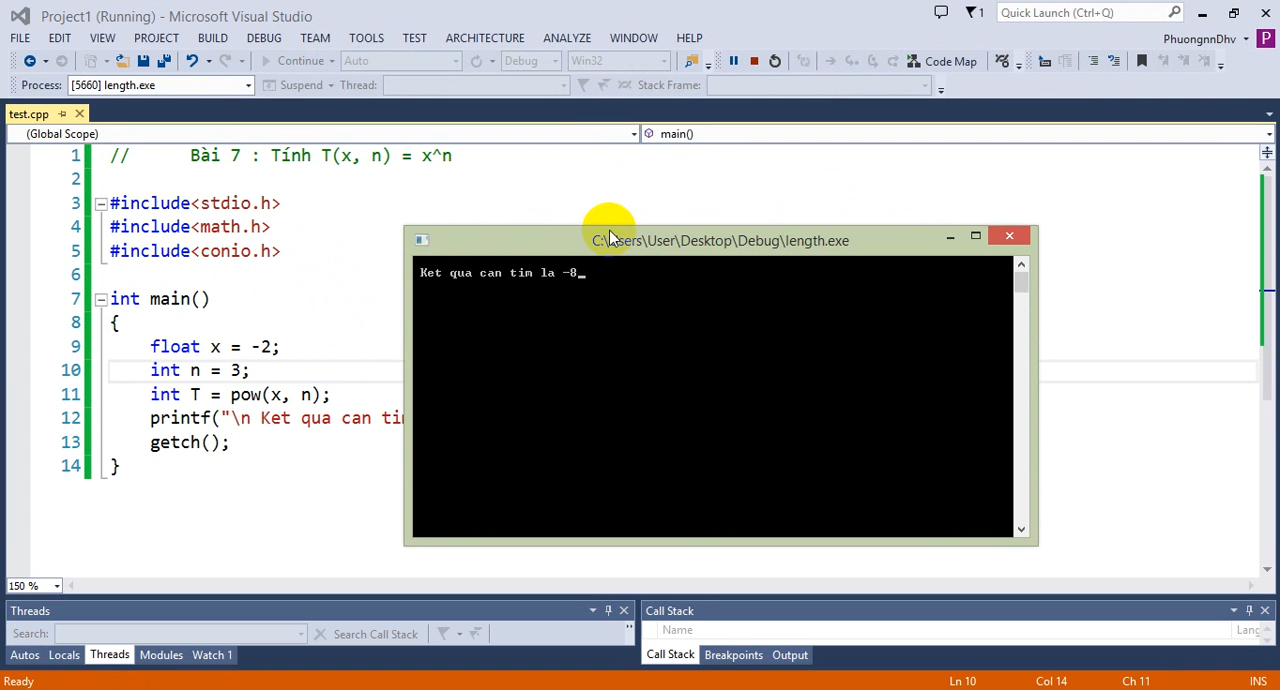 Project1 (Running) - Microsoft Visual Studio
1
Quick Launch (Ctrl+Q)
FILE EDIT VIEW PROJECT BUILD DEBUG TEAM TOOLS TEST ARCHITECTURE ANALYZE WINDOW HELP
PhuongnnDhv P
Continue Auto Debug Win32 Code Map
Process: [5660] length.exe Suspend Thread: Stack Frame:
test.cpp
(Global Scope) main()
1 // Bài 7 : Tính T(x, n) = x^n
2
3 #include<stdio.h>
4 #include<math.h>
5 #include<conio.h>
6
7 int main()
8 {
9 float x = -2;
10 int n = 3;
11 int T = pow(x, n);
12 printf("\n Ket qua can tim
13 getch();
14 }
C:\Users\User\Desktop\Debug\length.exe
Ket qua can tim la -8_
150 %
Threads
Search: Search Call Stack
Autos Locals Threads Modules Watch 1
Call Stack
Name Lang
Call Stack Breakpoints Output
Ready Ln 10 Col 14 Ch 11 INS